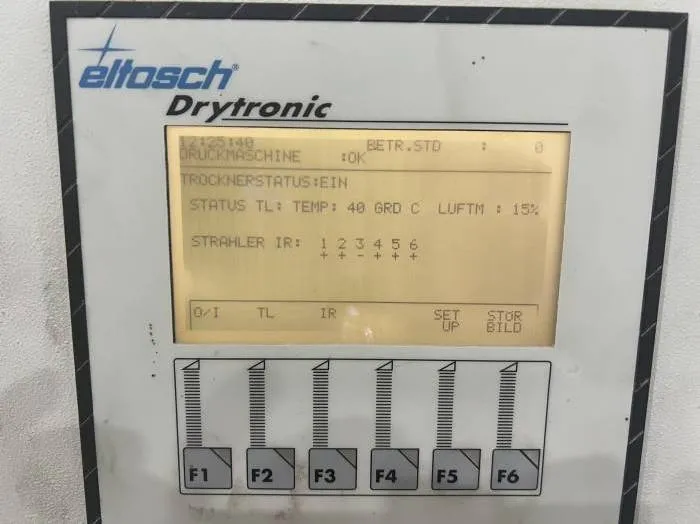 eltosch®
Drytronic
12:25:40 BETR.STD : 0
DRUCKMASCHINE :OK
TROCKNERSTATUS:EIN
STATUS TL: TEMP: 40 GRD C LUFTM : 15%
STRAHLER IR: 1 2 3 4 5 6
+ + - + + +
O/I TL IR SET UP STÖR BILD
F1 F2 F3 F4 F5 F6